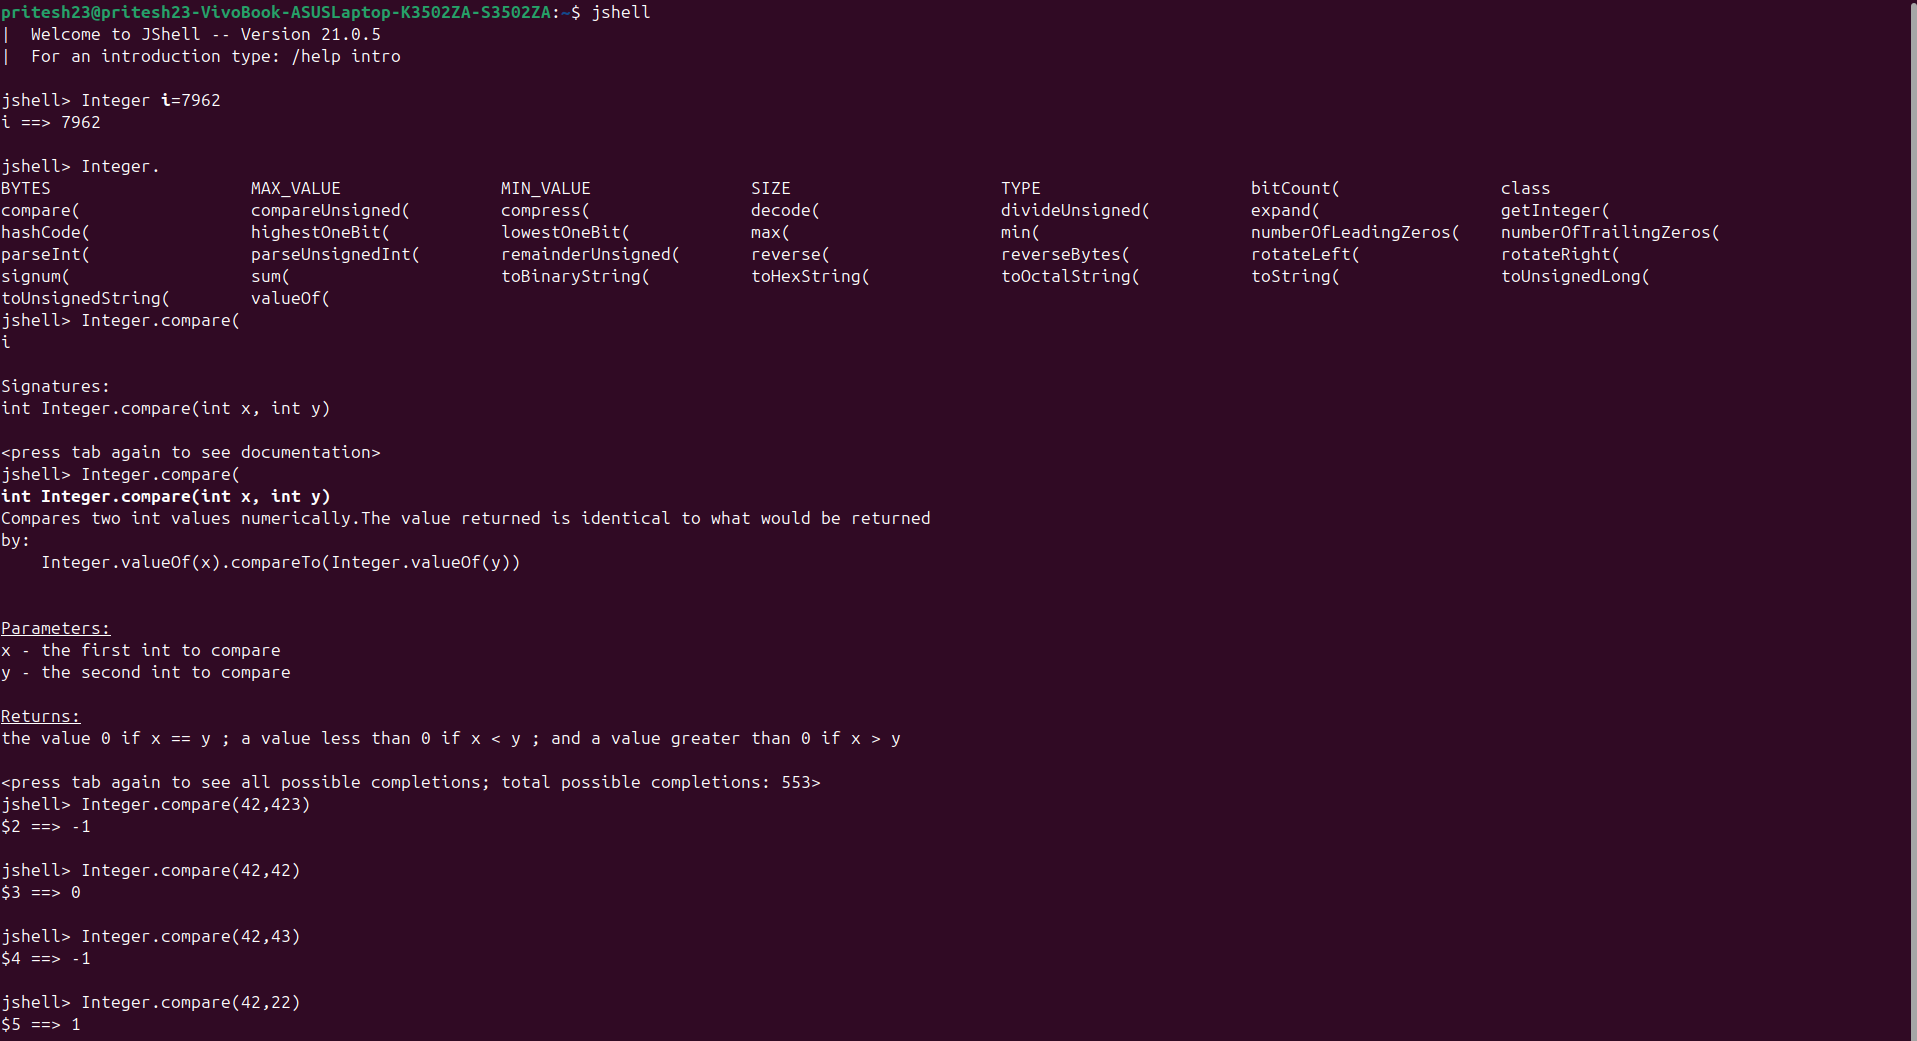 pritesh23@pritesh23-VivoBook-ASUSLaptop-K3502ZA-S3502ZA:~$ jshell
|  Welcome to JShell -- Version 21.0.5
|  For an introduction type: /help intro

jshell> Integer i=7962
i ==> 7962

jshell> Integer.
BYTES                    MAX_VALUE                MIN_VALUE                SIZE                     TYPE                     bitCount(                class
compare(                 compareUnsigned(         compress(                decode(                  divideUnsigned(          expand(                  getInteger(
hashCode(                highestOneBit(           lowestOneBit(            max(                     min(                     numberOfLeadingZeros(    numberOfTrailingZeros(
parseInt(                parseUnsignedInt(        remainderUnsigned(       reverse(                 reverseBytes(            rotateLeft(              rotateRight(
signum(                  sum(                     toBinaryString(          toHexString(             toOctalString(           toString(                toUnsignedLong(
toUnsignedString(        valueOf(
jshell> Integer.compare(
i

Signatures:
int Integer.compare(int x, int y)

<press tab again to see documentation>
jshell> Integer.compare(
int Integer.compare(int x, int y)
Compares two int values numerically.The value returned is identical to what would be returned
by:
    Integer.valueOf(x).compareTo(Integer.valueOf(y))


Parameters:
x - the first int to compare
y - the second int to compare

Returns:
the value 0 if x == y ; a value less than 0 if x < y ; and a value greater than 0 if x > y

<press tab again to see all possible completions; total possible completions: 553>
jshell> Integer.compare(42,423)
$2 ==> -1

jshell> Integer.compare(42,42)
$3 ==> 0

jshell> Integer.compare(42,43)
$4 ==> -1

jshell> Integer.compare(42,22)
$5 ==> 1